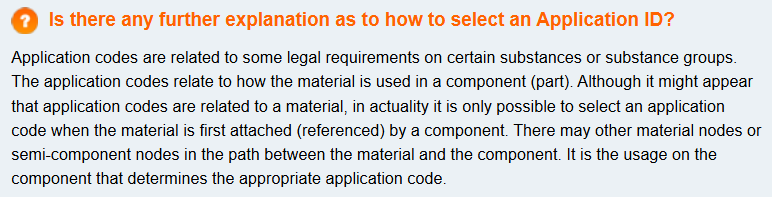 Is there any further explanation as to how to select an Application ID?
Application codes are related to some legal requirements on certain substances or substance groups.
The application codes relate to how the material is used in a component (part). Although it might appear
that application codes are related to a material, in actuality it is only possible to select an application
code when the material is first attached (referenced) by a component. There may other material nodes or
semi-component nodes in the path between the material and the component. It is the usage on the
component that determines the appropriate application code.